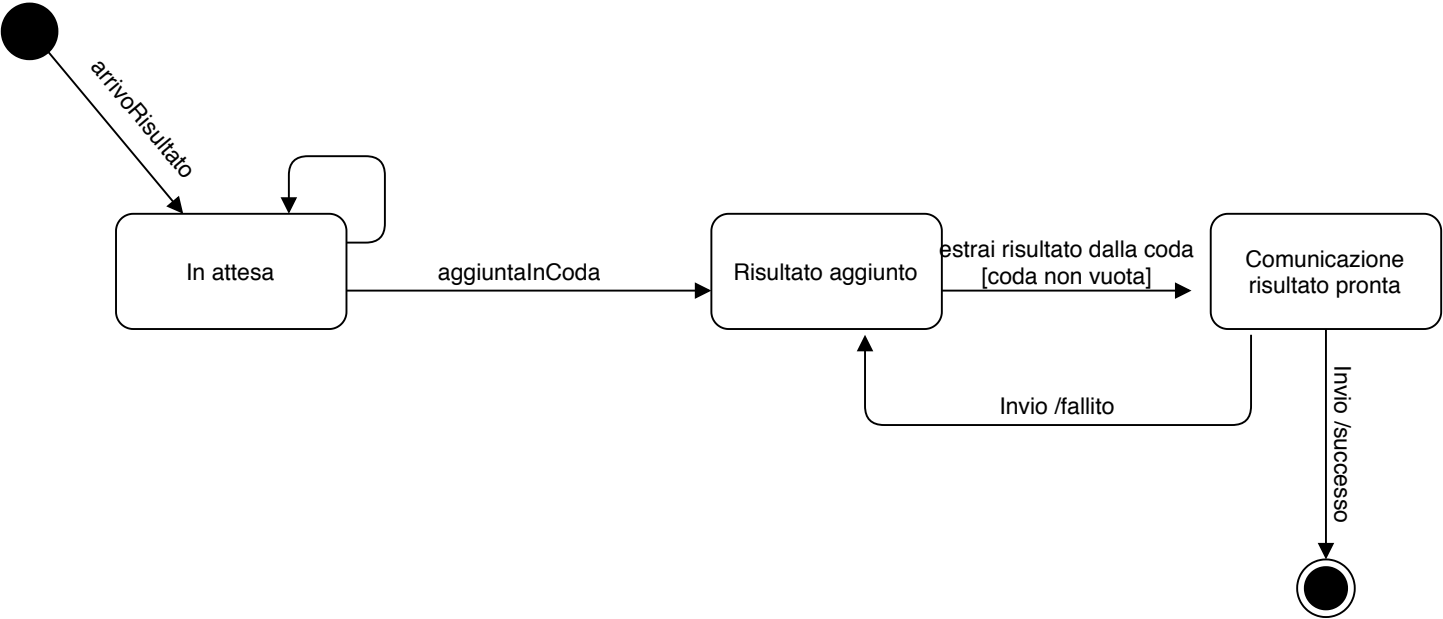 arrivoRisultato
In attesa
aggiuntaInCoda
Risultato aggiunto
estrai risultato dalla coda
[coda non vuota]
Comunicazione
risultato pronta
Invio /fallito
Invio /successo